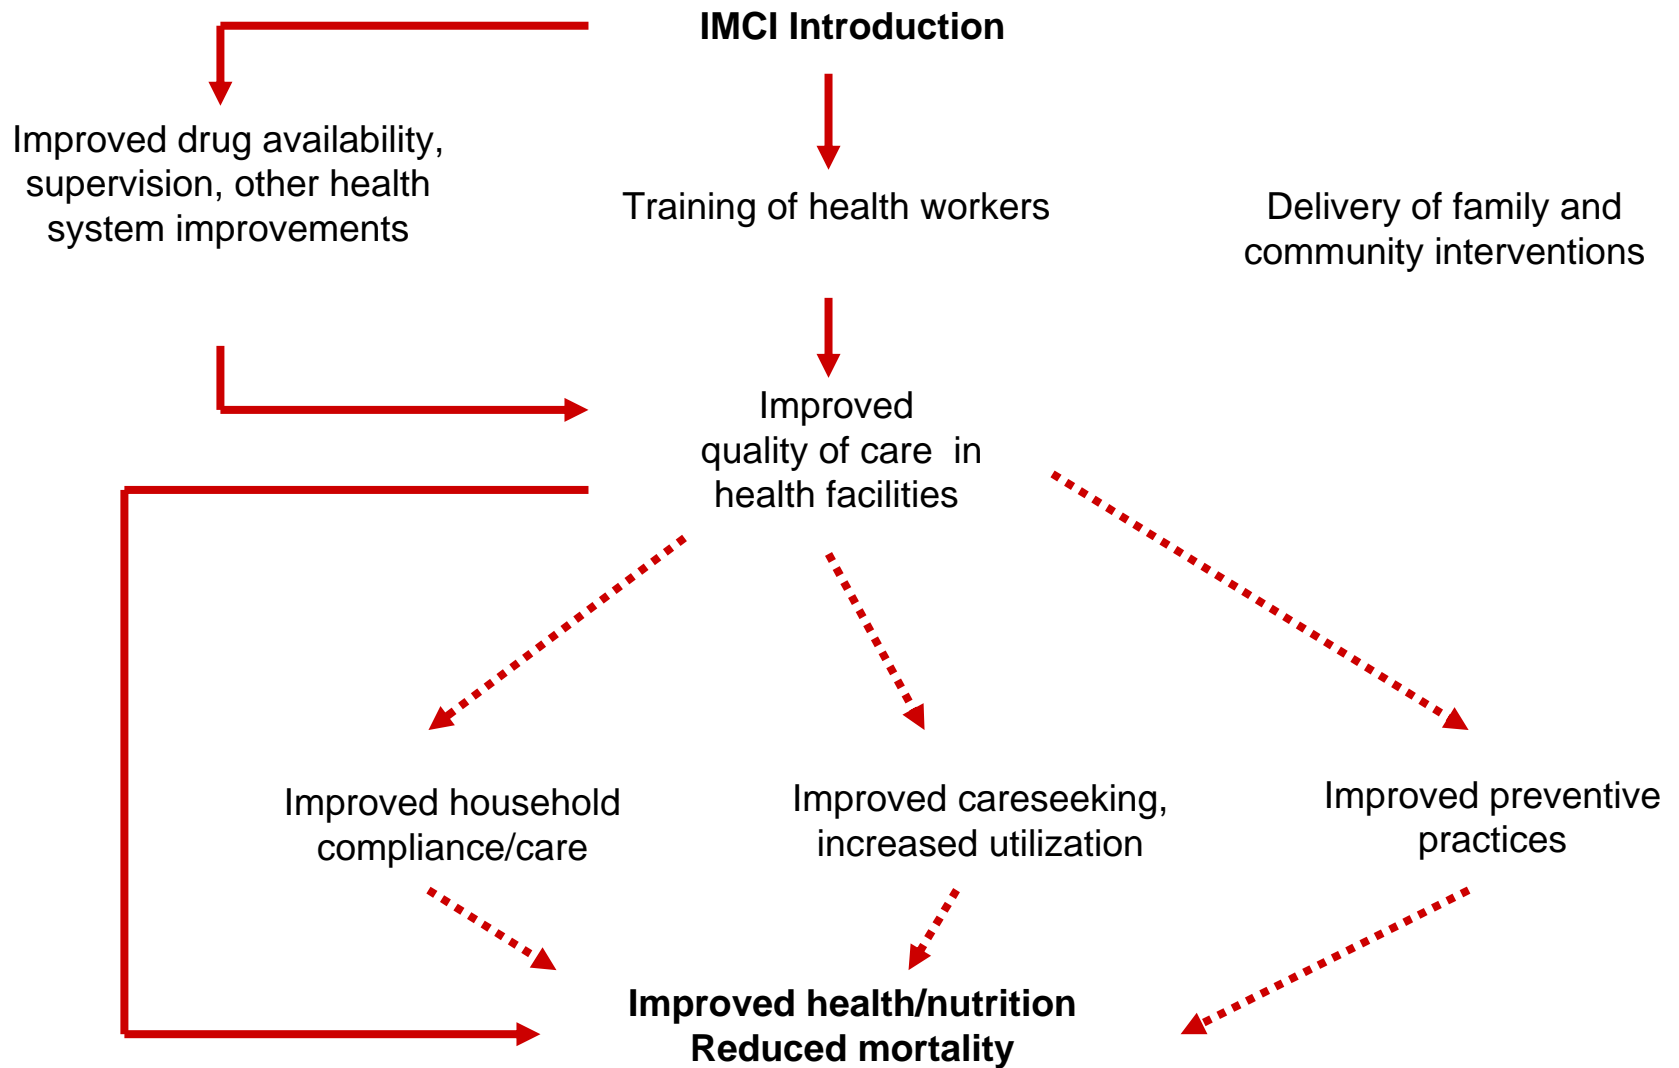 IMCI Introduction
Improved drug availability,
supervision, other health
system improvements
Training of health workers
Delivery of family and
community interventions
Improved
quality of care  in
health facilities
Improved household
compliance/care
Improved careseeking,
increased utilization
Improved preventive
practices
Improved health/nutrition
Reduced mortality